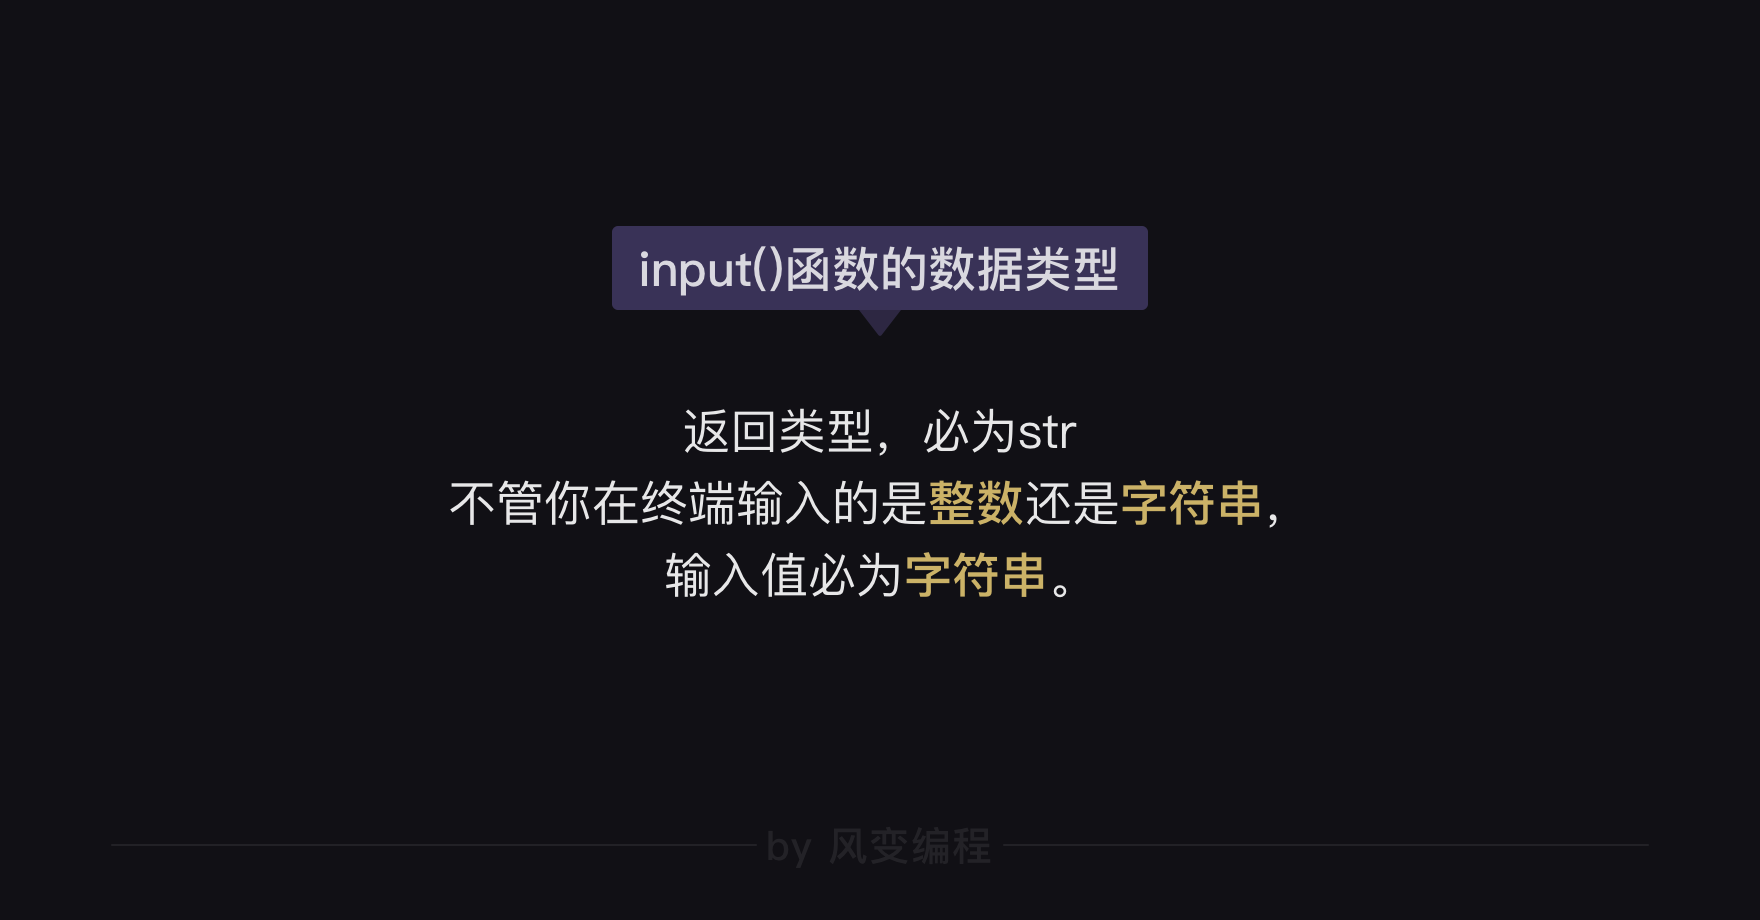 input()函数的数据类型
返回类型，必为str
不管你在终端输入的是整数还是字符串，
输入值必为字符串。
by 风变编程